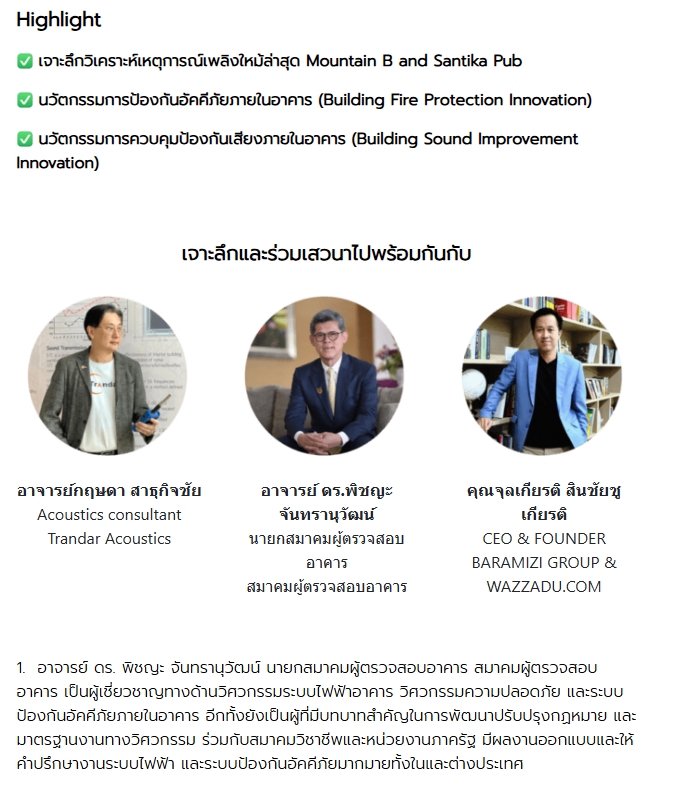 Highlight
✅ เจาะลึกวิเคราะห์เหตุการณ์เพลิงใหม้ล่าสุด Mountain B and Santika Pub
✅ นวัตกรรมการป้องกันอัคคีภัยภายในอาคาร (Building Fire Protection Innovation)
✅ นวัตกรรมการควบคุมป้องกันเสียงภายในอาคาร (Building Sound Improvement
Innovation)
เจาะลึกและร่วมเสวนาไปพร้อมกันกับ
อาจารย์กฤษดา สาธุกิจชัย
Acoustics consultant
Trandar Acoustics
อาจารย์ ดร.พิชญะ
จันทรานุวัฒน์
นายกสมาคมผู้ตรวจสอบ
อาคาร
สมาคมผู้ตรวจสอบอาคาร
คุณจุลเกียรติ สินชัยชู
เกียรติ
CEO & FOUNDER
BARAMIZI GROUP &
WAZZADU.COM
1. อาจารย์ ดร. พิชญะ จันทรานุวัฒน์ นายกสมาคมผู้ตรวจสอบอาคาร สมาคมผู้ตรวจสอบ
อาคาร เป็นผู้เชี่ยวชาญทางด้านวิศวกรรมระบบไฟฟ้าอาคาร วิศวกรรมความปลอดภัย และระบบ
ป้องกันอัคคีภัยภายในอาคาร อีกทั้งยังเป็นผู้ที่มีบทบาทสำคัญในการพัฒนาปรับปรุงกฎหมาย และ
มาตรฐานงานทางวิศวกรรม ร่วมกับสมาคมวิชาชีพและหน่วยงานภาครัฐ มีผลงานออกแบบและให้
คำปรึกษางานระบบไฟฟ้า และระบบป้องกันอัคคีภัยมากมายทั้งในและต่างประเทศ